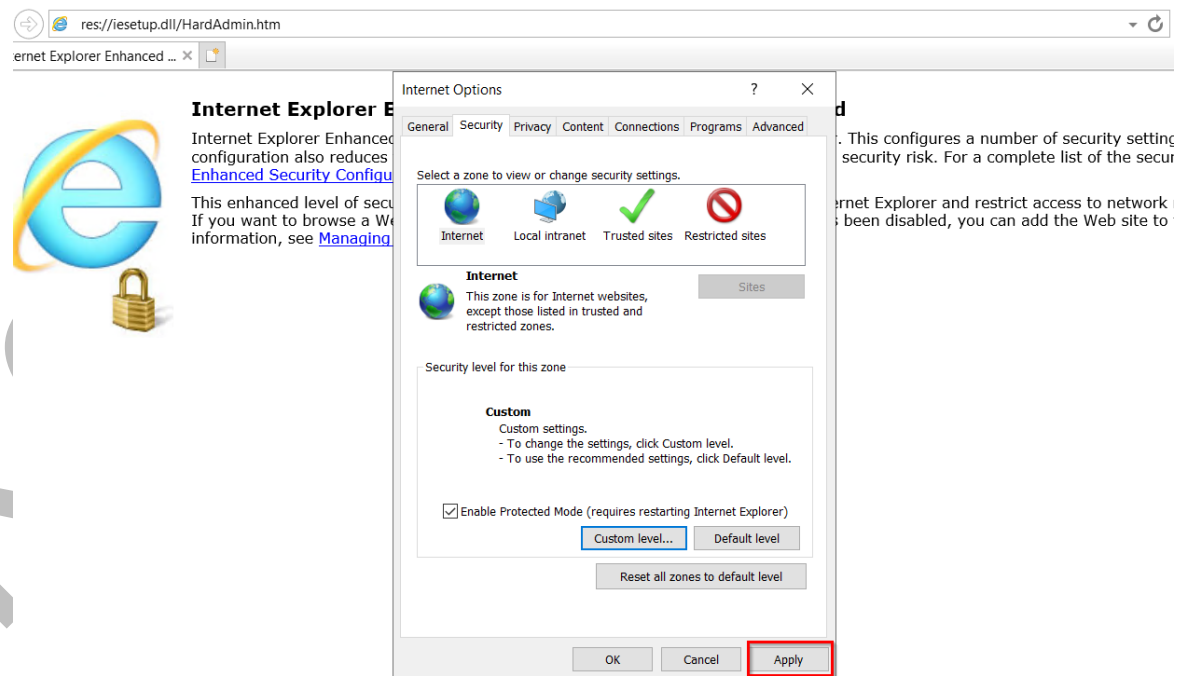 res://iesetup.dll/HardAdmin.htm
ernet Explorer Enhanced ...
Internet Options
?
General Security Privacy Content Connections Programs Advanced
Select a zone to view or change security settings.
Internet Local intranet Trusted sites Restricted sites
Internet
This zone is for Internet websites,
except those listed in trusted and
restricted zones.
Sites
Security level for this zone
Custom
Custom settings.
- To change the settings, click Custom level.
- To use the recommended settings, click Default level.
Enable Protected Mode (requires restarting Internet Explorer)
Custom level... Default level
Reset all zones to default level
OK Cancel Apply
Internet Explorer E d
Internet Explorer Enhanced . This configures a number of security setting
configuration also reduces security risk. For a complete list of the secur
Enhanced Security Configu
This enhanced level of secu ernet Explorer and restrict access to network
If you want to browse a We s been disabled, you can add the Web site to
information, see Managing